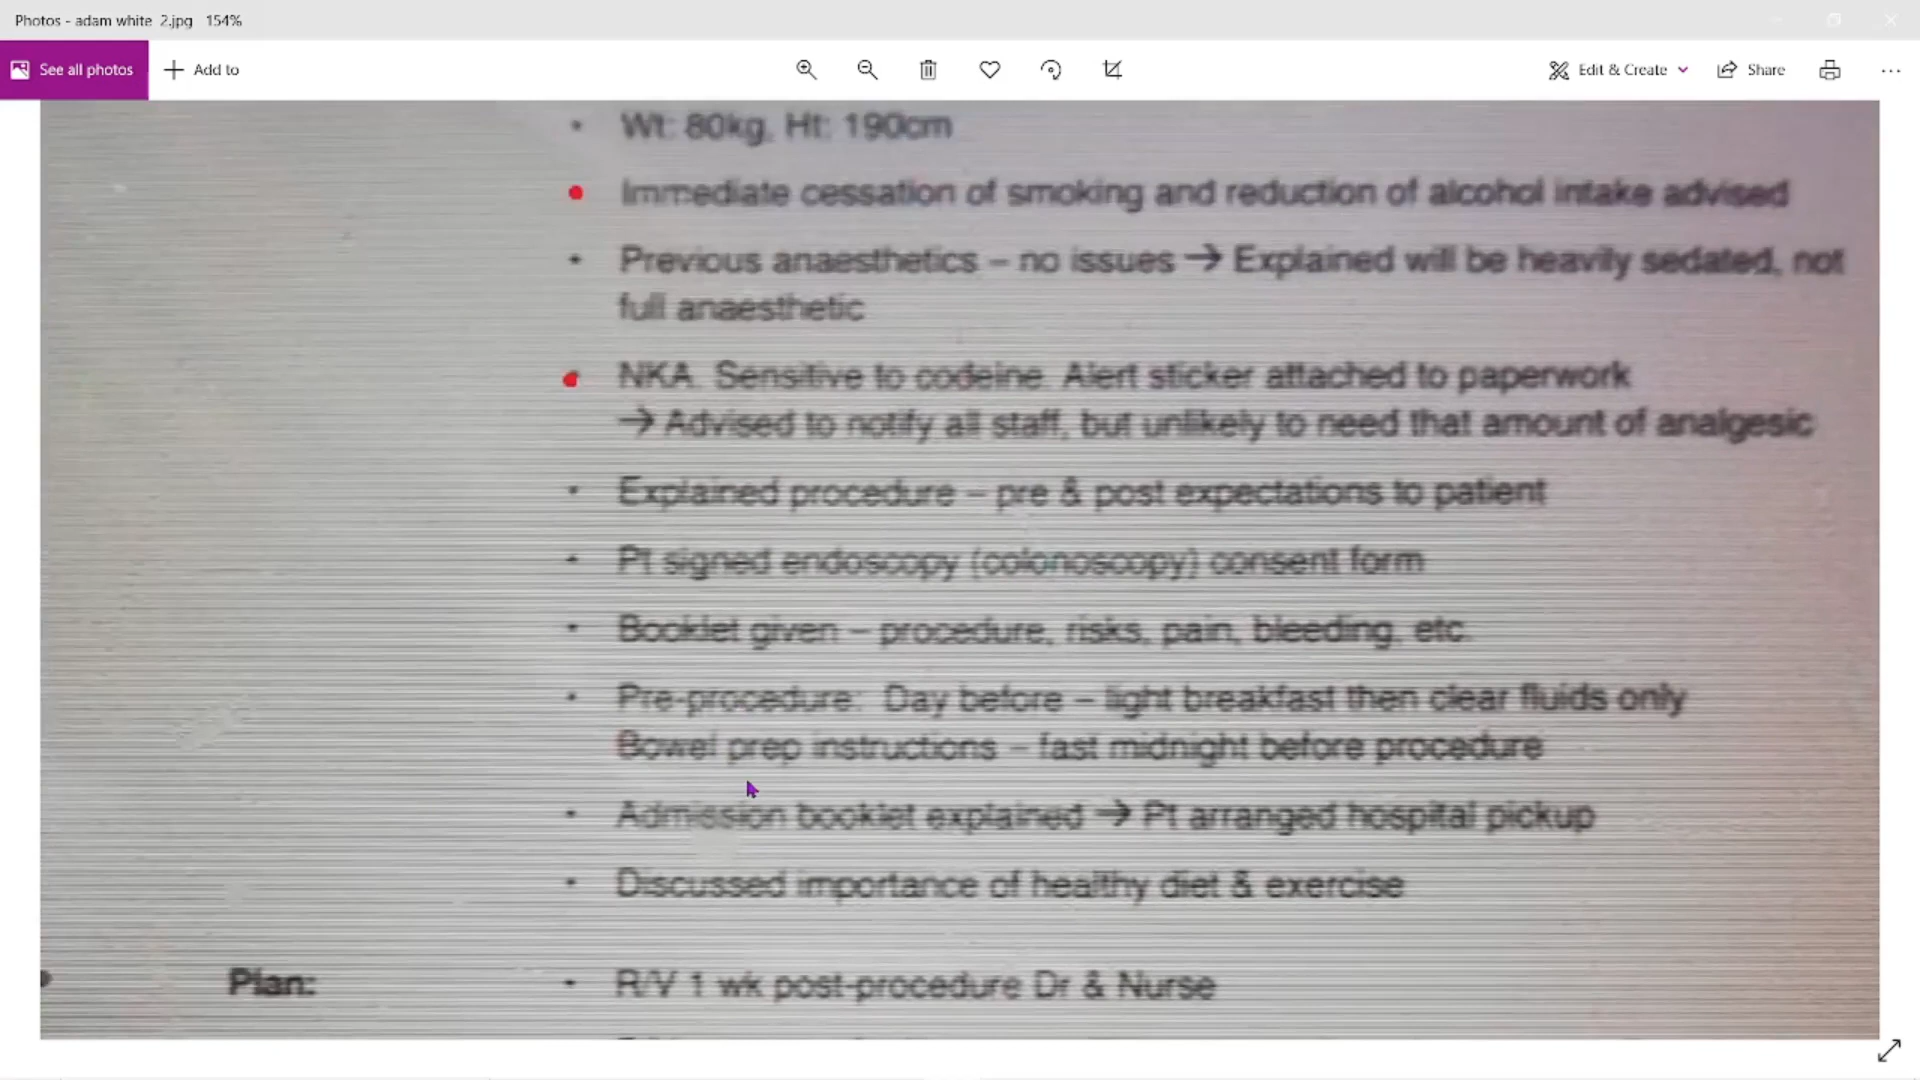 Photos - adam white 2.jpg 154%
See all photos
Add to
Edit & Create
Share
• Wt: 80kg, Ht: 190cm
• Immediate cessation of smoking and reduction of alcohol intake advised
• Previous anaesthetics – no issues → Explained will be heavily sedated, not
full anaesthetic
• NKA. Sensitive to codeine. Alert sticker attached to paperwork
→ Advised to notify all staff, but unlikely to need that amount of analgesic
• Explained procedure – pre & post expectations to patient
• Pt signed endoscopy (colonoscopy) consent form
• Booklet given – procedure, risks, pain, bleeding, etc.
• Pre-procedure: Day before – light breakfast then clear fluids only
Bowel prep instructions – fast midnight before procedure
• Admission booklet explained → Pt arranged hospital pickup
• Discussed importance of healthy diet & exercise
Plan: • R/V 1 wk post-procedure Dr & Nurse